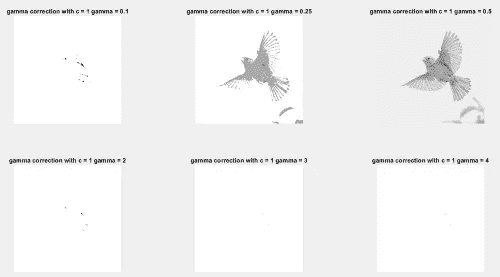 gamma correction with c = 1 gamma = 0.1
gamma correction with c = 1 gamma = 0.25
gamma correction with c = 1 gamma = 0.5
gamma correction with c = 1 gamma = 2
gamma correction with c = 1 gamma = 3
gamma correction with c = 1 gamma = 4